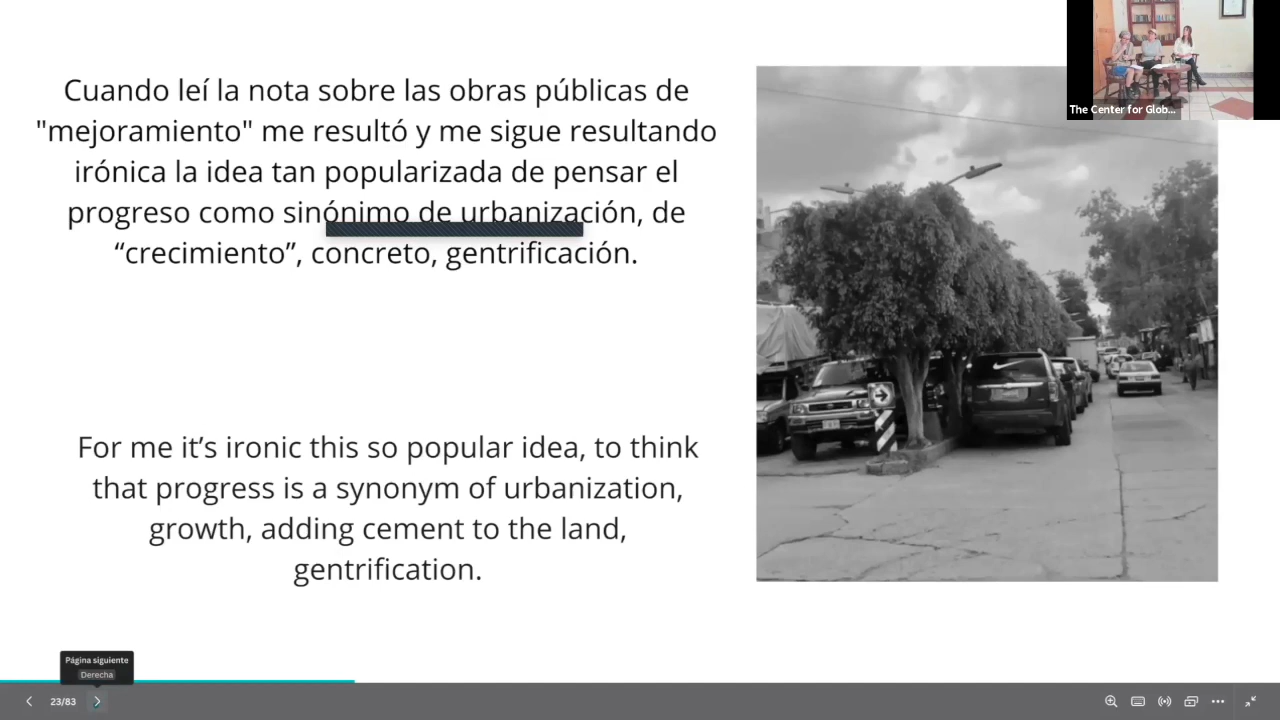 Cuando leí la nota sobre las obras públicas de
"mejoramiento" me resultó y me sigue resultando
irónica la idea tan popularizada de pensar el
progreso como sinónimo de urbanización, de
“crecimiento”, concreto, gentrificación.
For me it’s ironic this so popular idea, to think
that progress is a synonym of urbanization,
growth, adding cement to the land,
gentrification.
The Center for Glob...
Página siguiente
Derecha
23/83